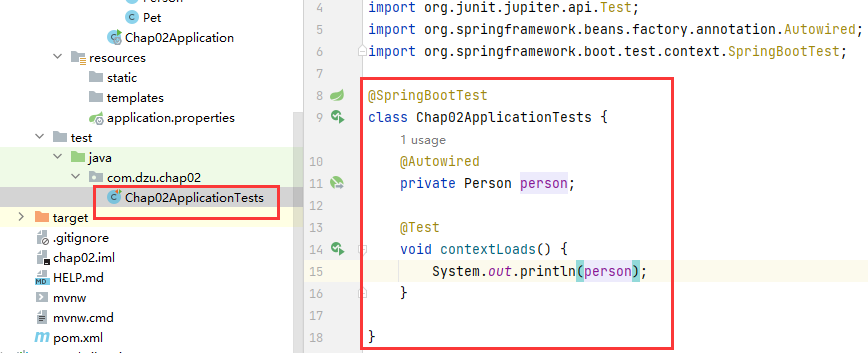 Person
Pet
Chap02Application
resources
static
templates
application.properties
test
java
com.dzu.chap02
Chap02ApplicationTests
target
.gitignore
chap02.iml
HELP.md
mvnw
mvnw.cmd
pom.xml
4 import org.junit.jupiter.api.Test;
5 import org.springframework.beans.factory.annotation.Autowired;
6 import org.springframework.boot.test.context.SpringBootTest;
7
8 @SpringBootTest
9 class Chap02ApplicationTests {
1 usage
10 @Autowired
11 private Person person;
12
13 @Test
14 void contextLoads() {
15 System.out.println(person);
16 }
17
18 }